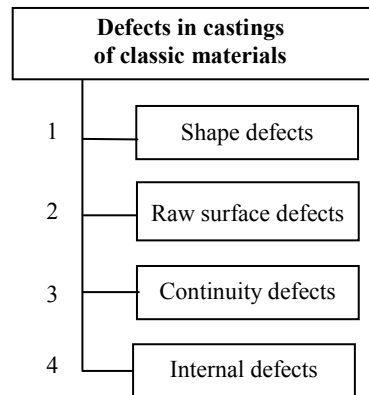 Defects in castings
of classic materials
1 Shape defects
2 Raw surface defects
3 Continuity defects
4 Internal defects